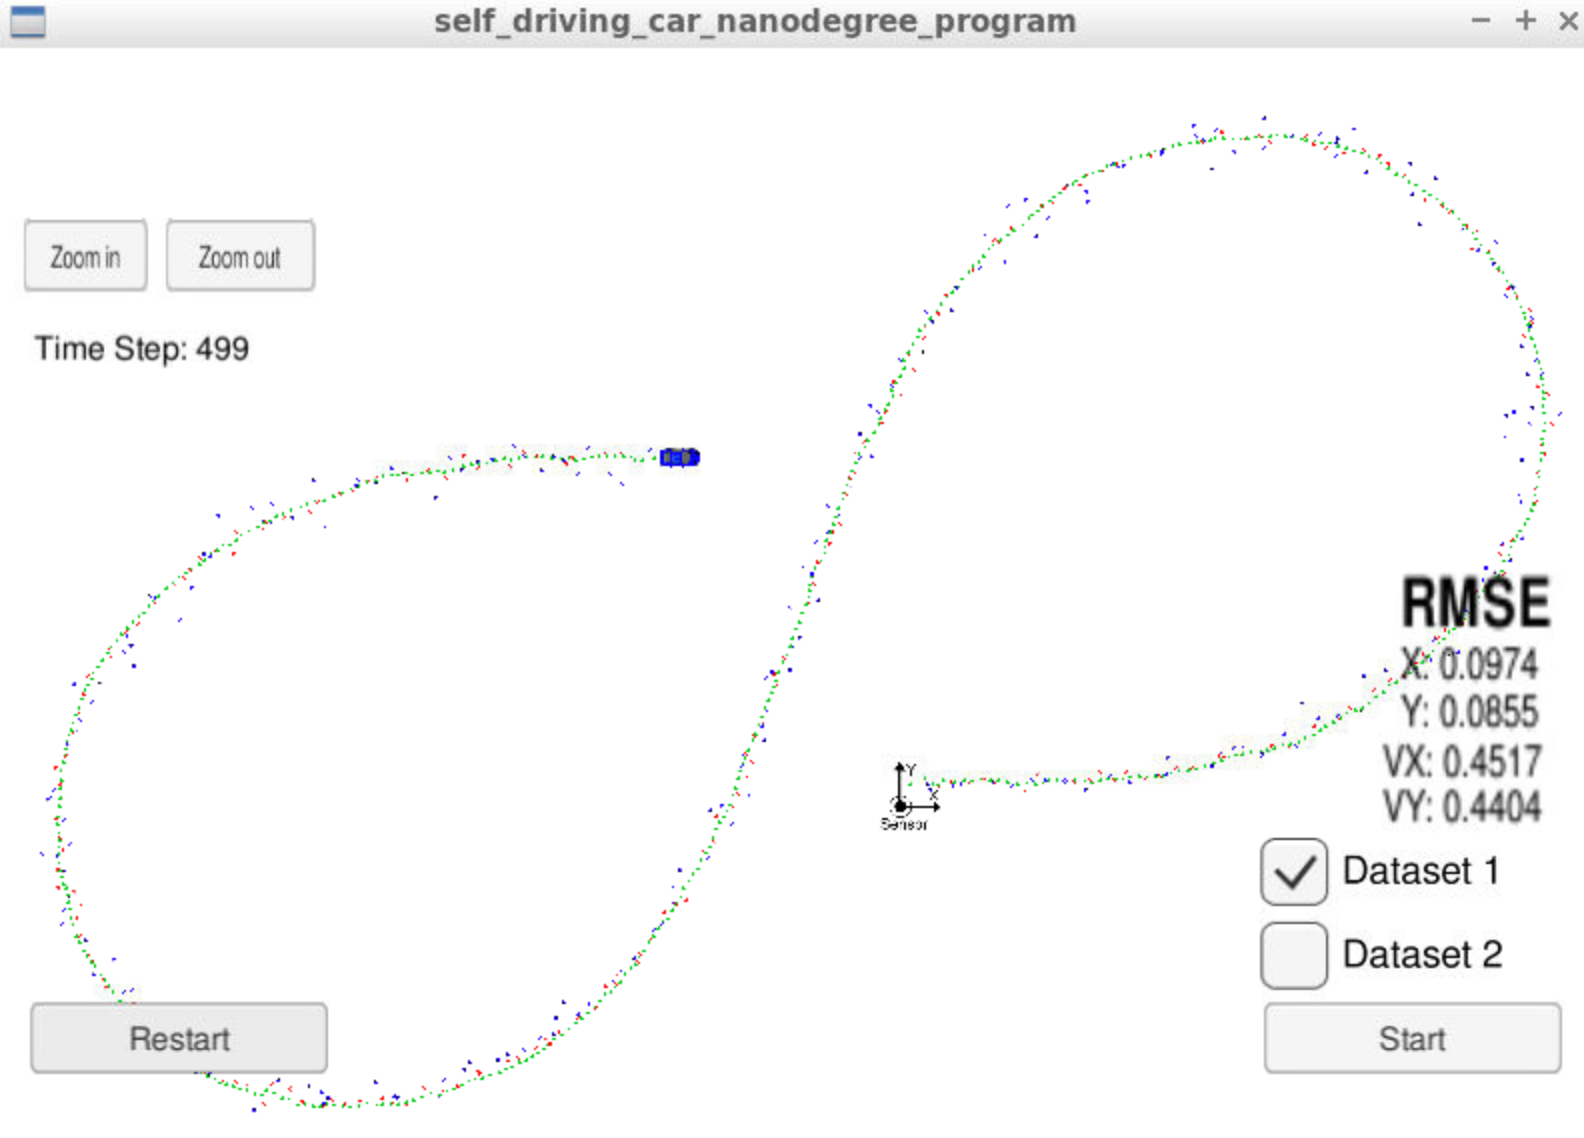 self_driving_car_nanodegree_program
Zoom in
Zoom out
Time Step: 499
RMSE
X: 0.0974
Y: 0.0855
VX: 0.4517
VY: 0.4404
Y
X
Sensor
Dataset 1
Dataset 2
Restart
Start